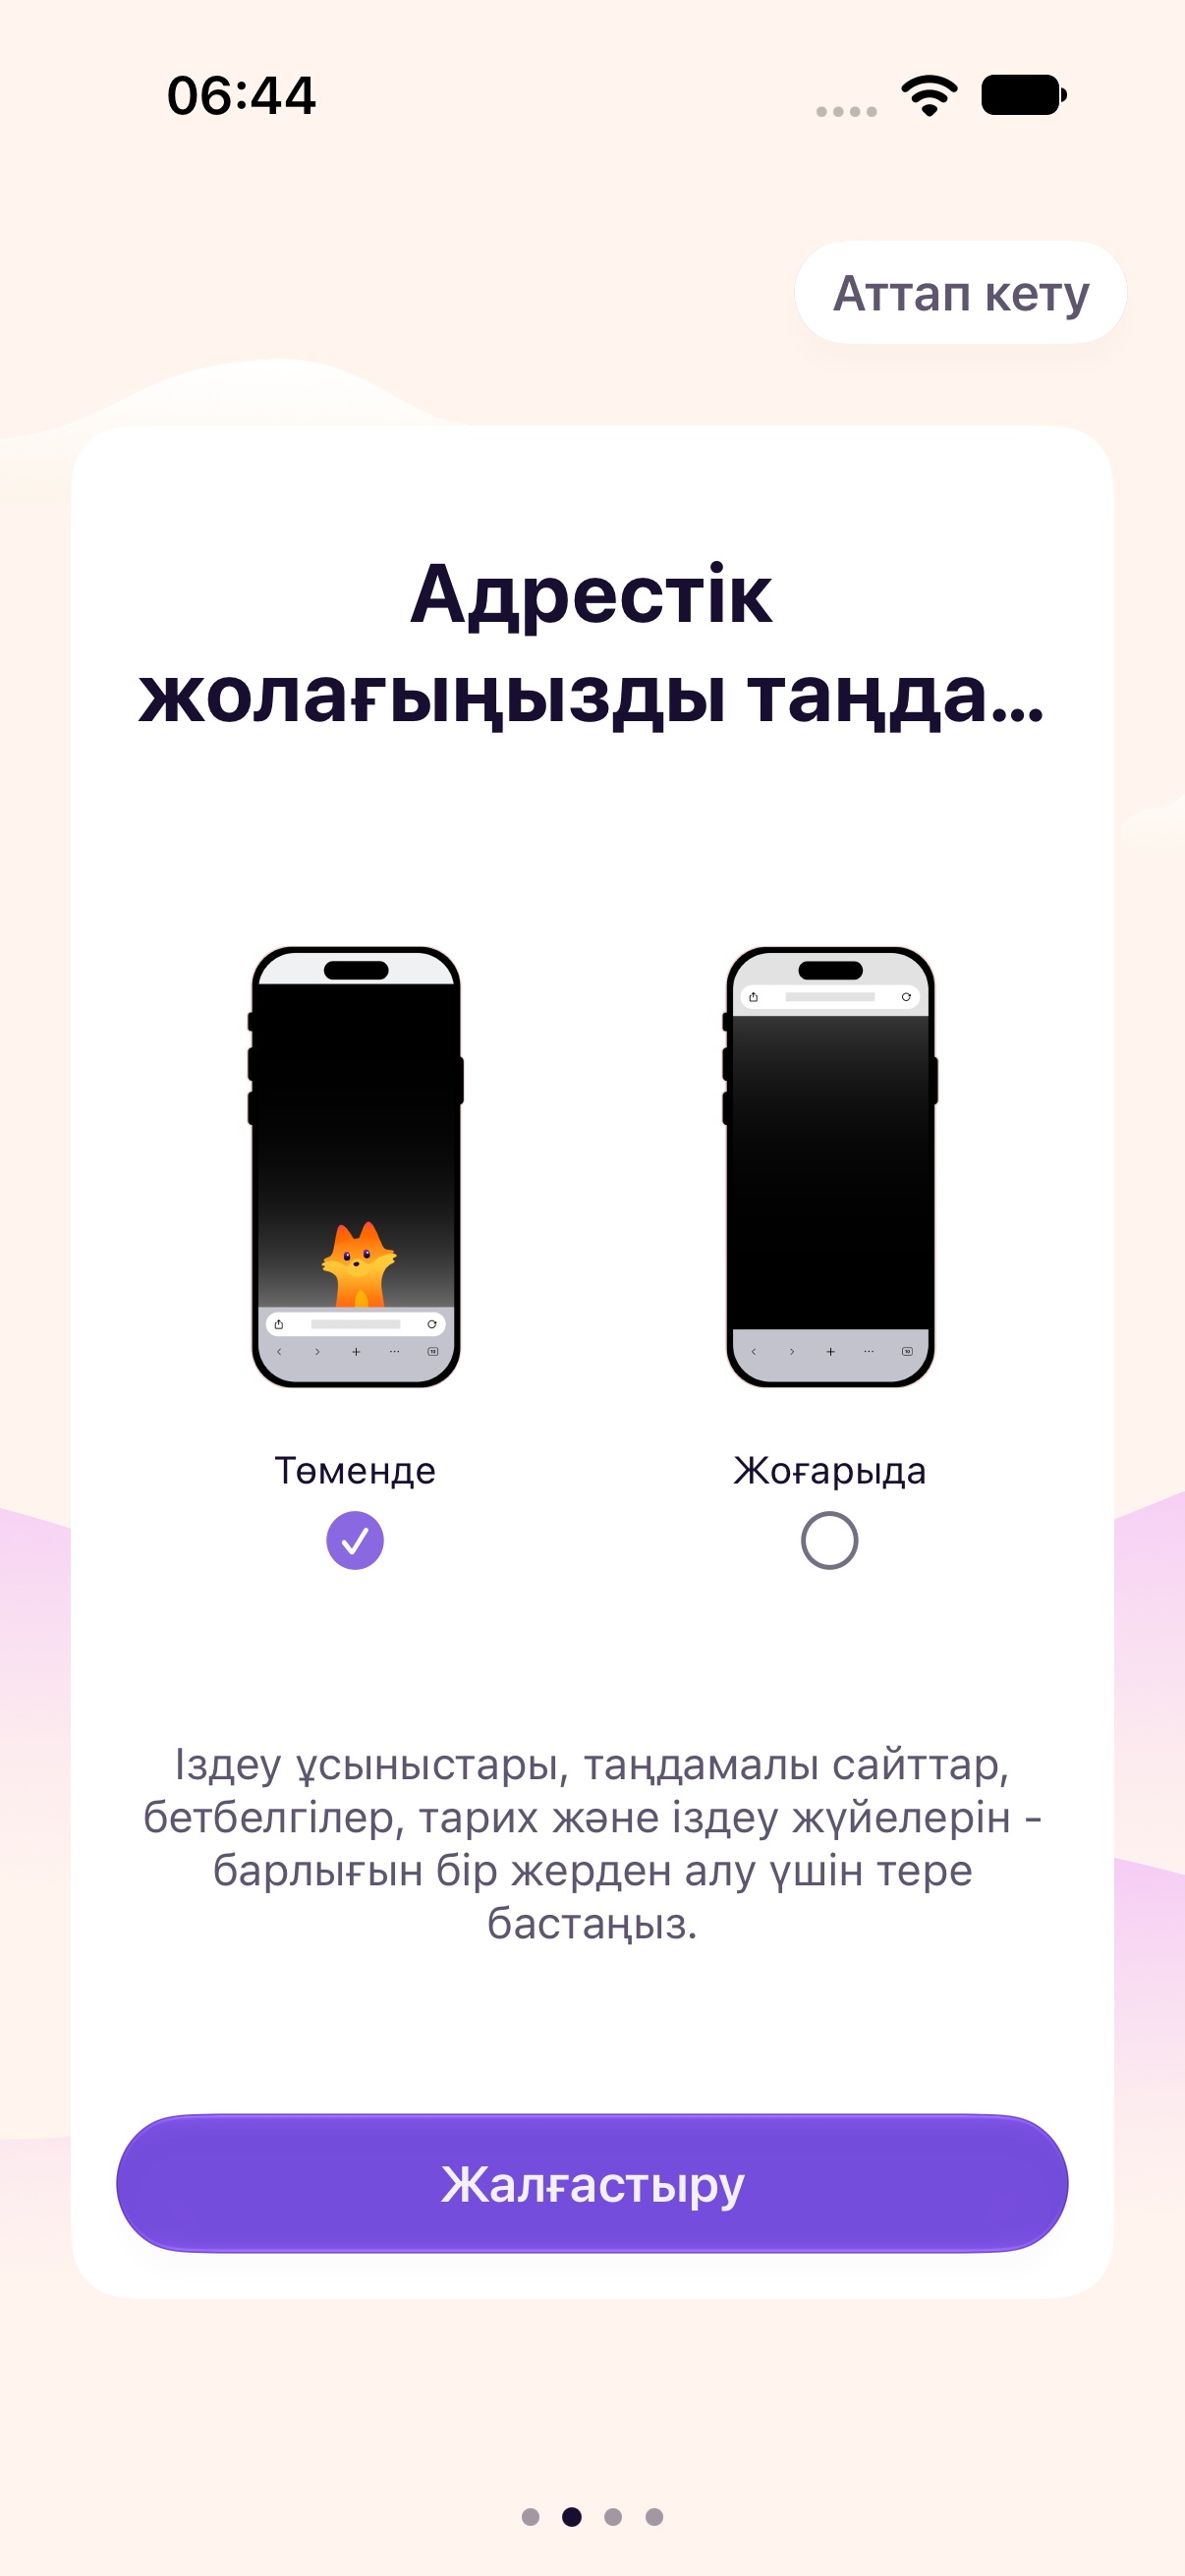 06:44
Аттап кету
Адрестік
жолағыңызды таңда...
Төменде
Жоғарыда
Іздеу ұсыныстары, таңдамалы сайттар,
бетбелгілер, тарих және іздеу жүйелерін -
барлығын бір жерден алу үшін тере
бастаңыз.
Жалғастыру